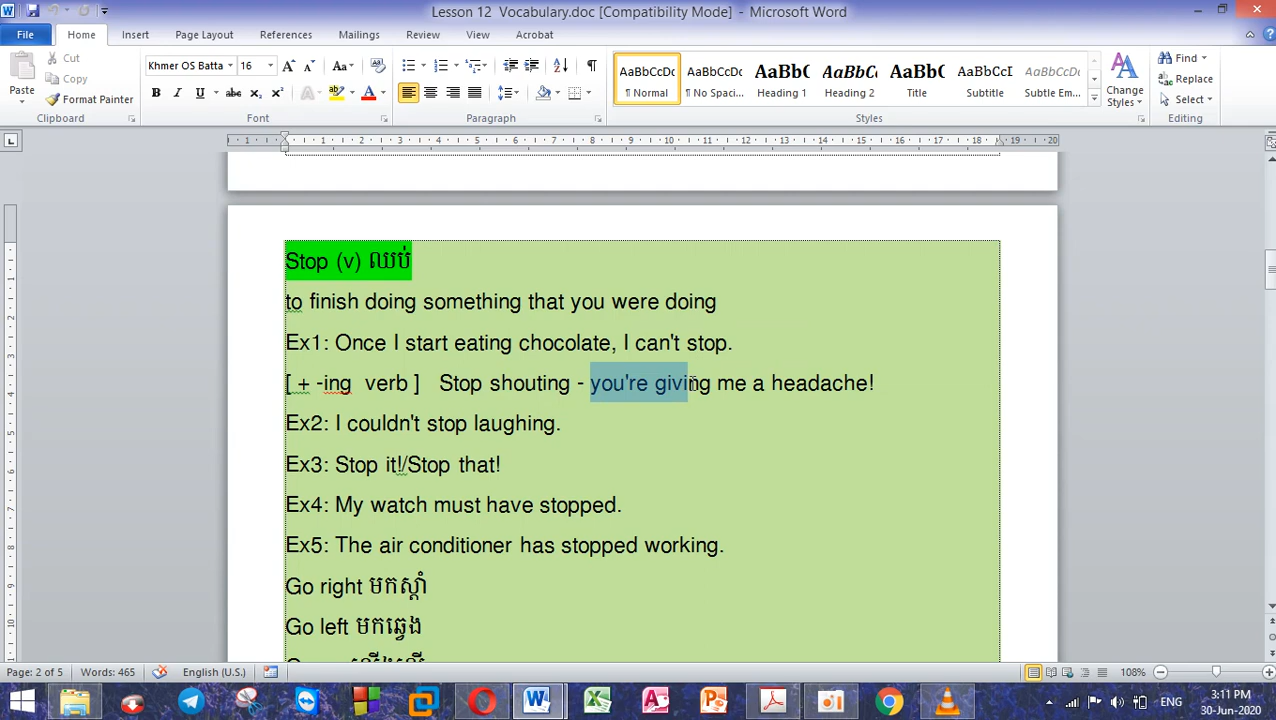 Lesson 12  Vocabulary.doc [Compatibility Mode]  -  Microsoft Word
File Home Insert Page Layout References Mailings Review View Acrobat
Paste Cut Copy Format Painter
Clipboard
Khmer OS Batta 16
Font
Paragraph
AaBbCcDc AaBbCcDc AaBbC AaBbCc AaBbC AaBbCcD AaBbCcD
¶ Normal ¶ No Spaci... Heading 1 Heading 2 Title Subtitle Subtle Em...
Change Styles
Styles
Find Replace Select
Editing
Stop (v) ឈប់
to finish doing something that you were doing
Ex1: Once I start eating chocolate, I can't stop.
[ + -ing  verb ]   Stop shouting - you're giving me a headache!
Ex2: I couldn't stop laughing.
Ex3: Stop it!/Stop that!
Ex4: My watch must have stopped.
Ex5: The air conditioner has stopped working.
Go right មកស្តាំ
Go left មកឆ្វេង
Page: 2 of 5 Words: 465 English (U.S.) 108%
ENG 3:11 PM
30-Jun-2020